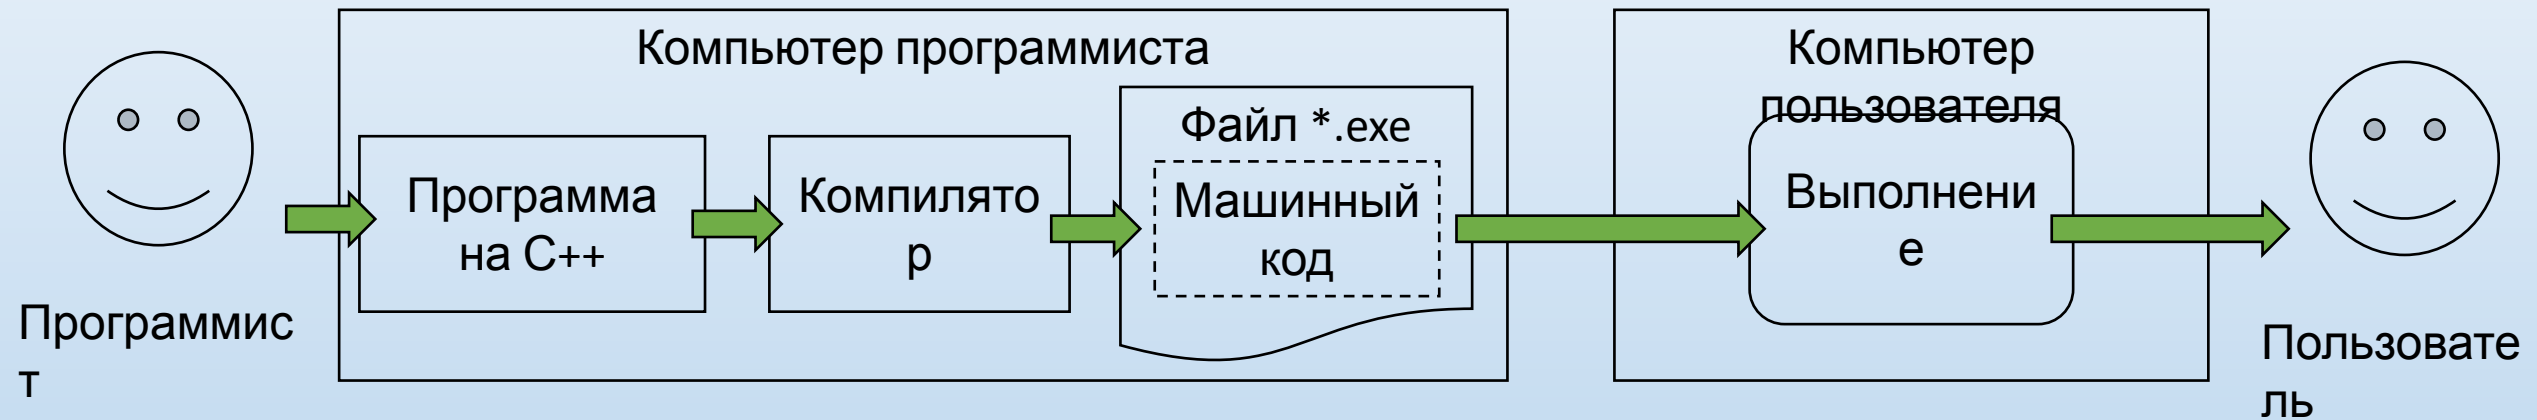 Компьютер программиста
Компьютер
пользователя
Файл *.exe
Программа
на C++
Компилято
р
Машинный
код
Выполнени
е
Программис
т
Пользовате
ль